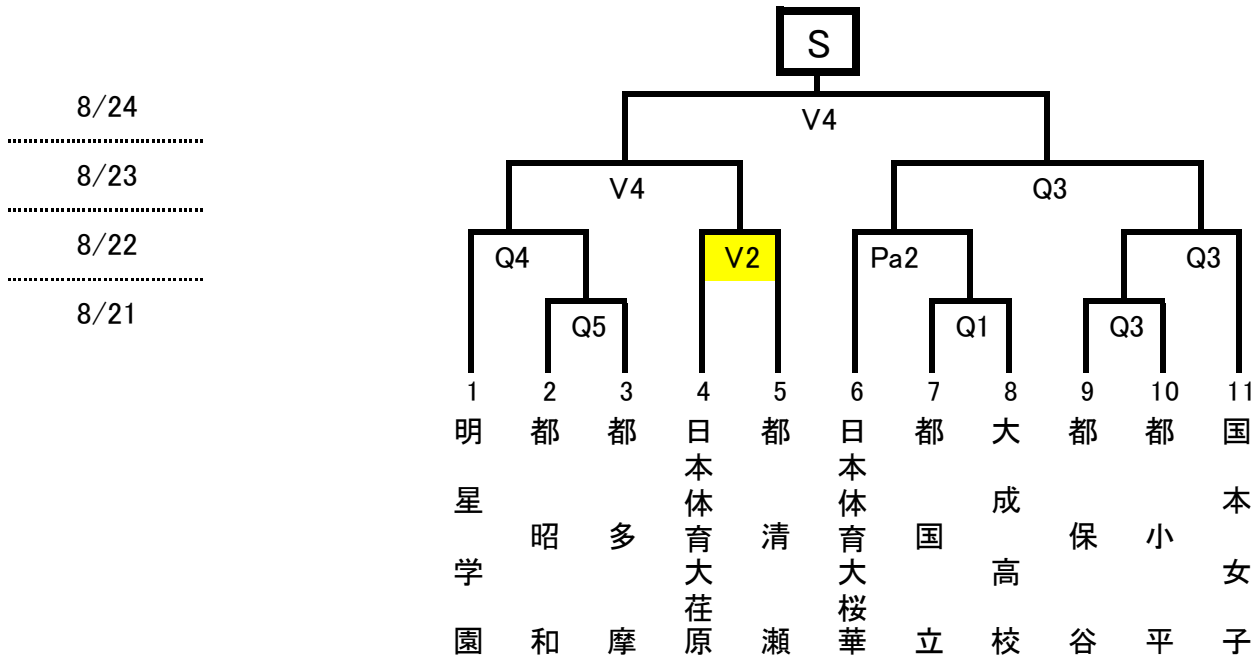 S
8/24
V4
8/23
V4
Q3
8/22
Q4
V2
Pa2
Q3
8/21
Q5
Q1
Q3
1 2 3 4 5 6 7 8 9 10 11
明星学園
都昭和
都多摩
日本体育大荏原
都清瀬
日本体育大桜華
都国立
大成高校
都保谷
都小平
国本女子